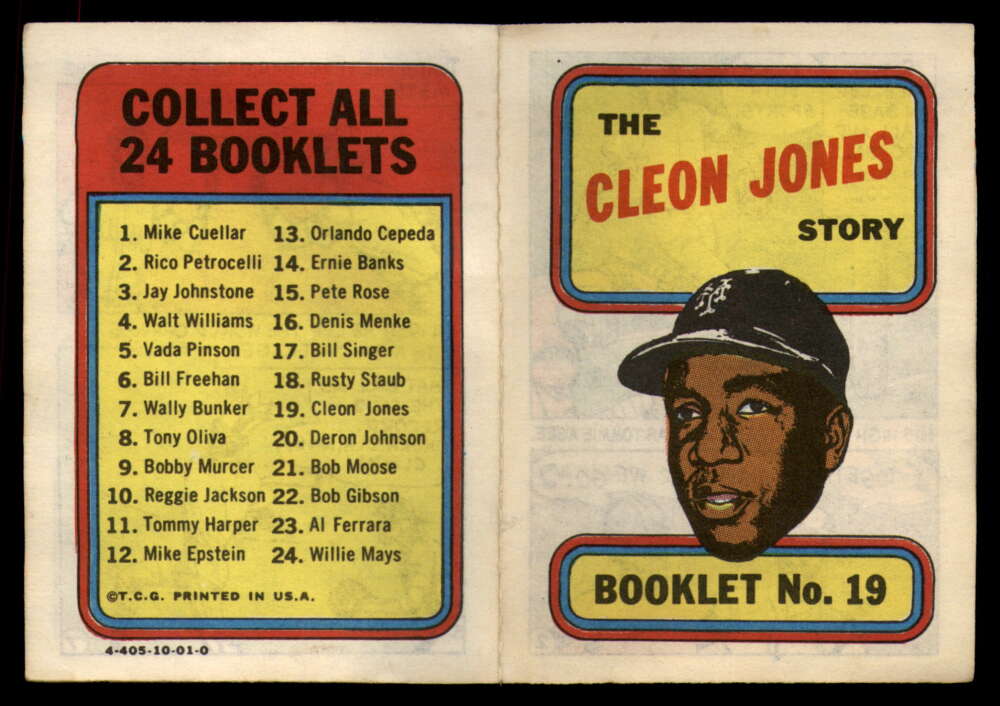 COLLECT ALL
24 BOOKLETS
1. Mike Cuellar
2. Rico Petrocelli
3. Jay Johnstone
4. Walt Williams
5. Vada Pinson
6. Bill Freehan
7. Wally Bunker
8. Tony Oliva
9. Bobby Murcer
10. Reggie Jackson
11. Tommy Harper
12. Mike Epstein
13. Orlando Cepeda
14. Ernie Banks
15. Pete Rose
16. Denis Menke
17. Bill Singer
18. Rusty Staub
19. Cleon Jones
20. Deron Johnson
21. Bob Moose
22. Bob Gibson
23. Al Ferrara
24. Willie Mays
©T.C.G. PRINTED IN U.S.A.
4-405-10-01-0
THE
CLEON JONES
STORY
NY
BOOKLET No. 19